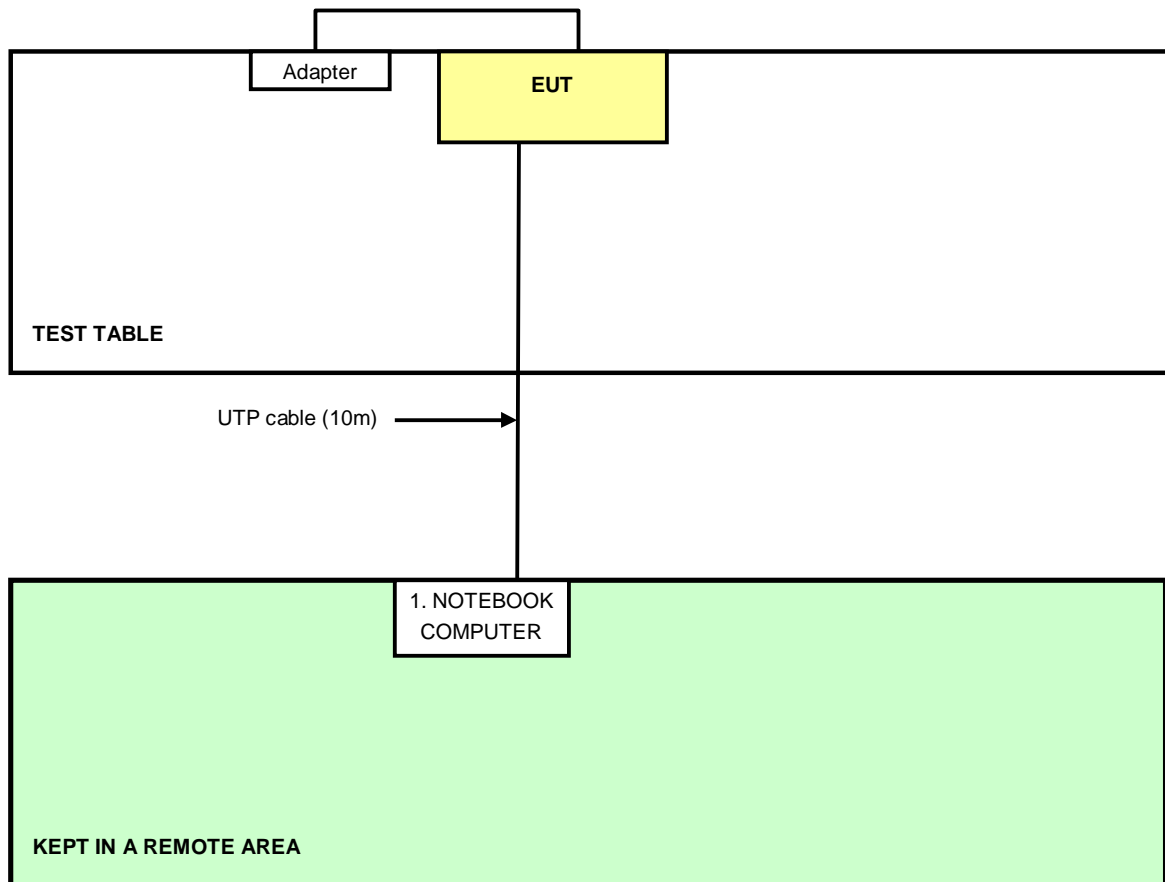 Adapter
EUT
TEST TABLE
UTP cable (10m)
1. NOTEBOOK
COMPUTER
KEPT IN A REMOTE AREA